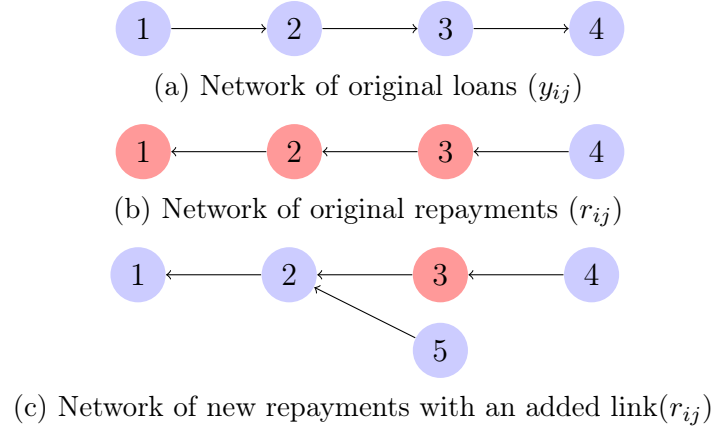 1 2 3 4
(a) Network of original loans (y_{ij})
1 2 3 4
(b) Network of original repayments (r_{ij})
1 2 3 4
5
(c) Network of new repayments with an added link(r_{ij})